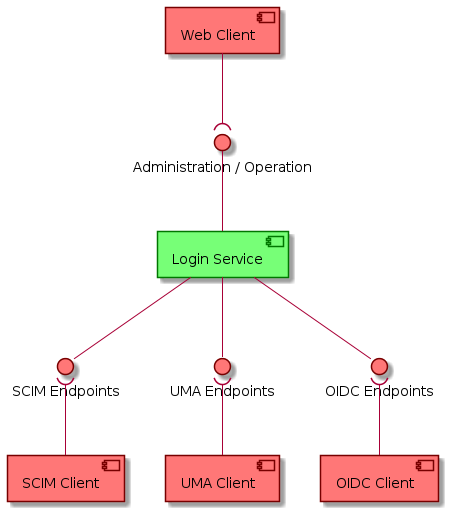 Web Client
Administration / Operation
Login Service
SCIM Endpoints
UMA Endpoints
OIDC Endpoints
SCIM Client
UMA Client
OIDC Client